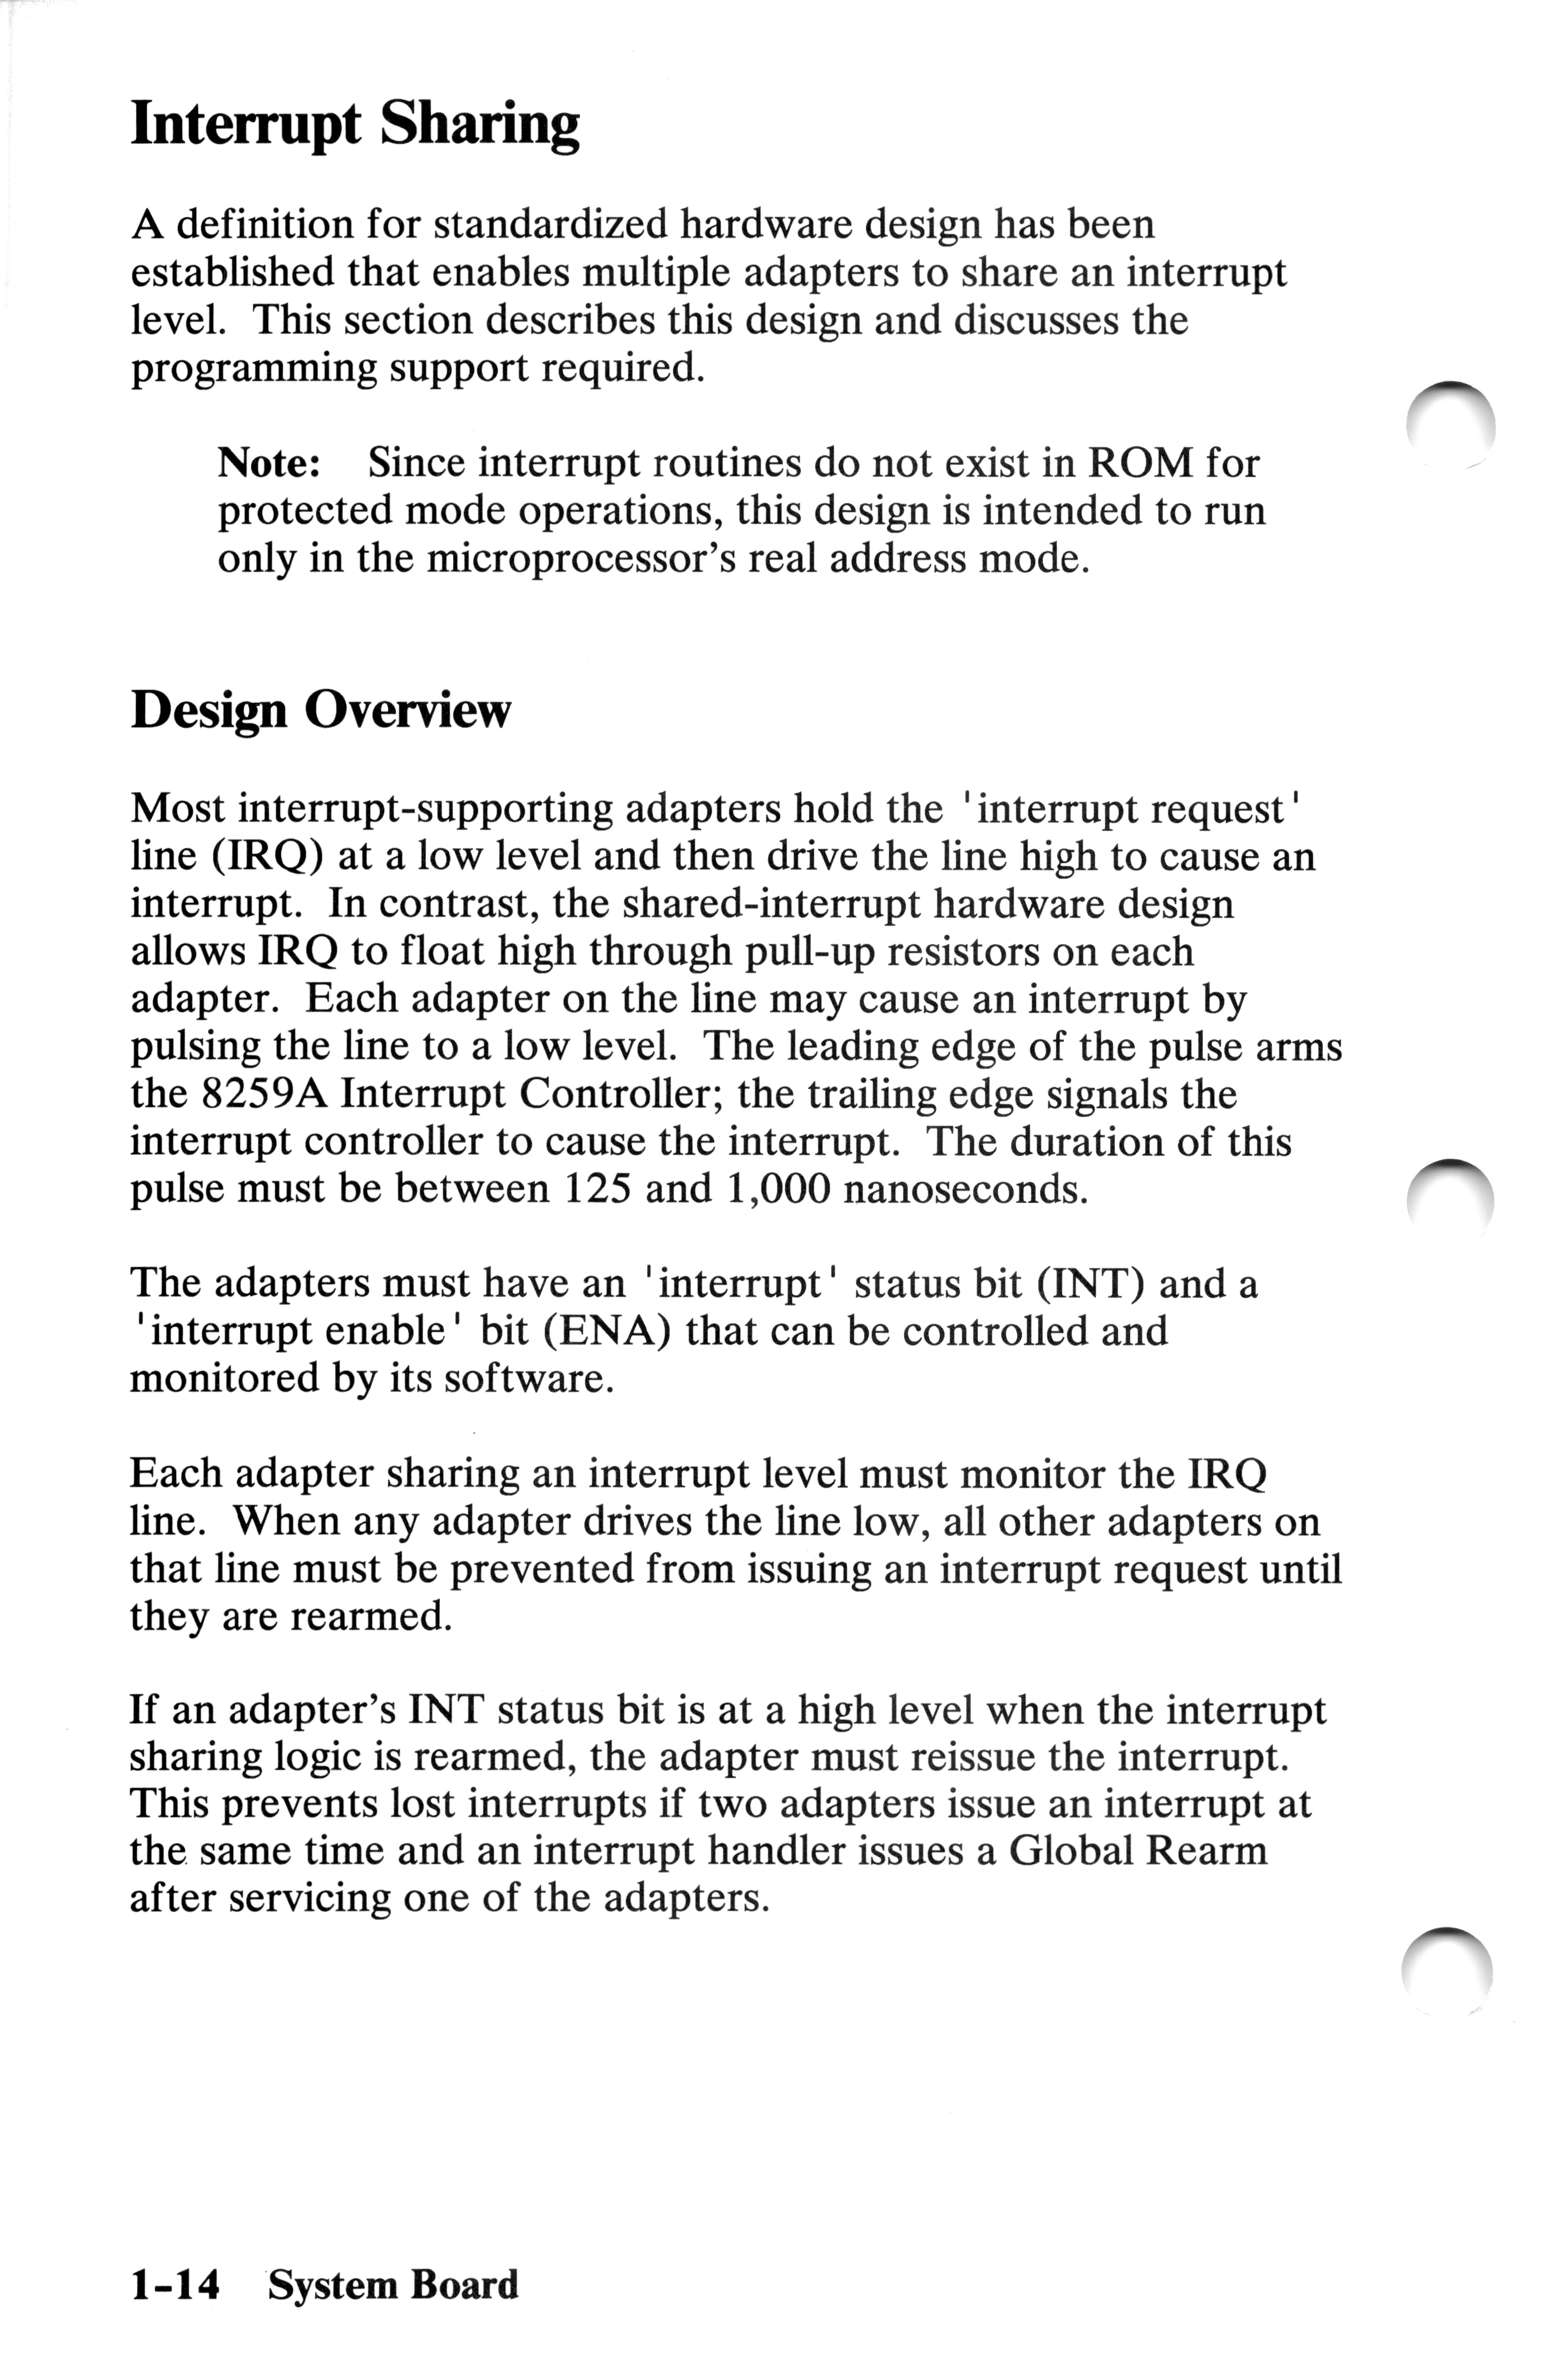 Interrupt Sharing
A definition for standardized hardware design has been
established that enables multiple adapters to share an interrupt
level.  This section describes this design and discusses the
programming support required.
Note:   Since interrupt routines do not exist in ROM for
protected mode operations, this design is intended to run
only in the microprocessor's real address mode.
Design Overview
Most interrupt-supporting adapters hold the 'interrupt request'
line (IRQ) at a low level and then drive the line high to cause an
interrupt.  In contrast, the shared-interrupt hardware design
allows IRQ to float high through pull-up resistors on each
adapter.  Each adapter on the line may cause an interrupt by
pulsing the line to a low level.  The leading edge of the pulse arms
the 8259A Interrupt Controller; the trailing edge signals the
interrupt controller to cause the interrupt.  The duration of this
pulse must be between 125 and 1,000 nanoseconds.
The adapters must have an 'interrupt' status bit (INT) and a
'interrupt enable' bit (ENA) that can be controlled and
monitored by its software.
Each adapter sharing an interrupt level must monitor the IRQ
line.  When any adapter drives the line low, all other adapters on
that line must be prevented from issuing an interrupt request until
they are rearmed.
If an adapter's INT status bit is at a high level when the interrupt
sharing logic is rearmed, the adapter must reissue the interrupt.
This prevents lost interrupts if two adapters issue an interrupt at
the same time and an interrupt handler issues a Global Rearm
after servicing one of the adapters.
1-14   System Board